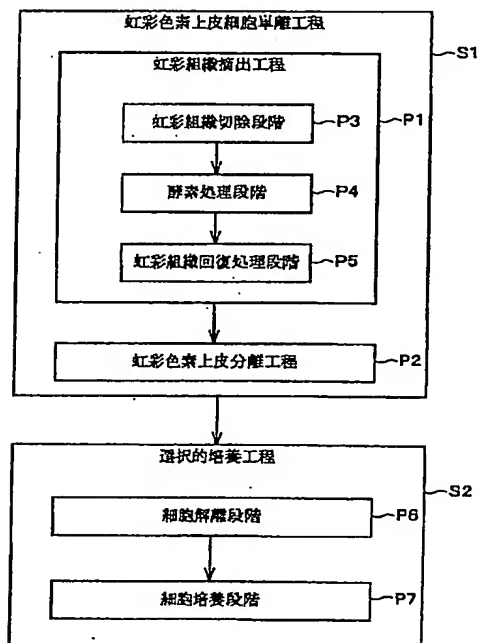 虹彩色素上皮細胞単離工程
S1
虹彩組織摘出工程
P1
虹彩組織切除段階
P3
酵素処理段階
P4
虹彩組織回復処理段階
P5
虹彩色素上皮分離工程
P2
選択的培養工程
S2
細胞解離段階
P6
細胞培養段階
P7